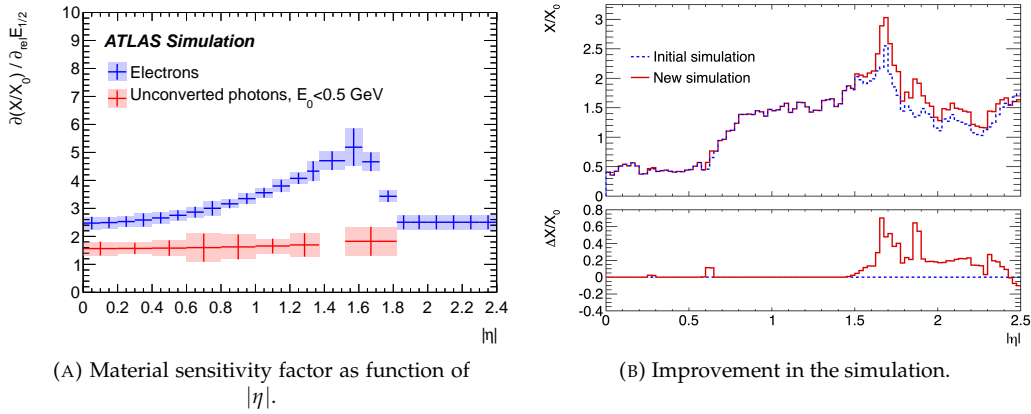 ∂(X/X₀) / ∂rel E1/2
10
9
8
7
6
5
4
3
2
1
0
ATLAS Simulation
Electrons
Unconverted photons, E₀<0.5 GeV
0 0.2 0.4 0.6 0.8 1 1.2 1.4 1.6 1.8 2 2.2 2.4
|η|
(A) Material sensitivity factor as function of
|η|.
X/X₀
3
2.5
2
1.5
1
0.5
0
Initial simulation
New simulation
ΔX/X₀
0.8
0.6
0.4
0.2
0
-0.2
-0.4
0 0.5 1 1.5 2 2.5
|η|
(B) Improvement in the simulation.